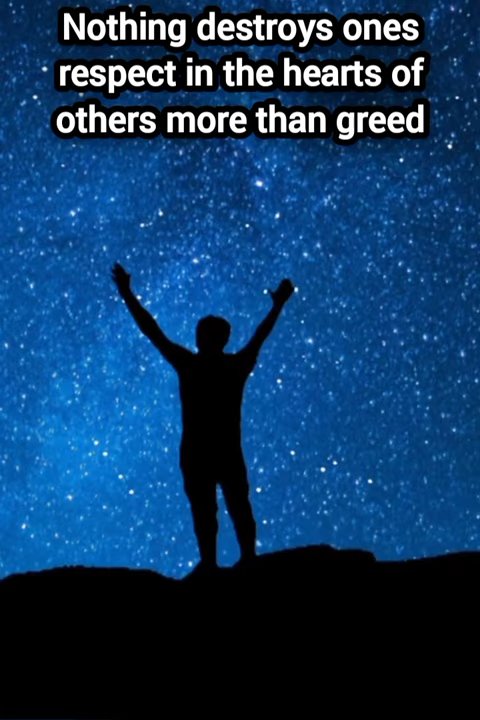 Nothing destroys ones
respect in the hearts of
others more than greed